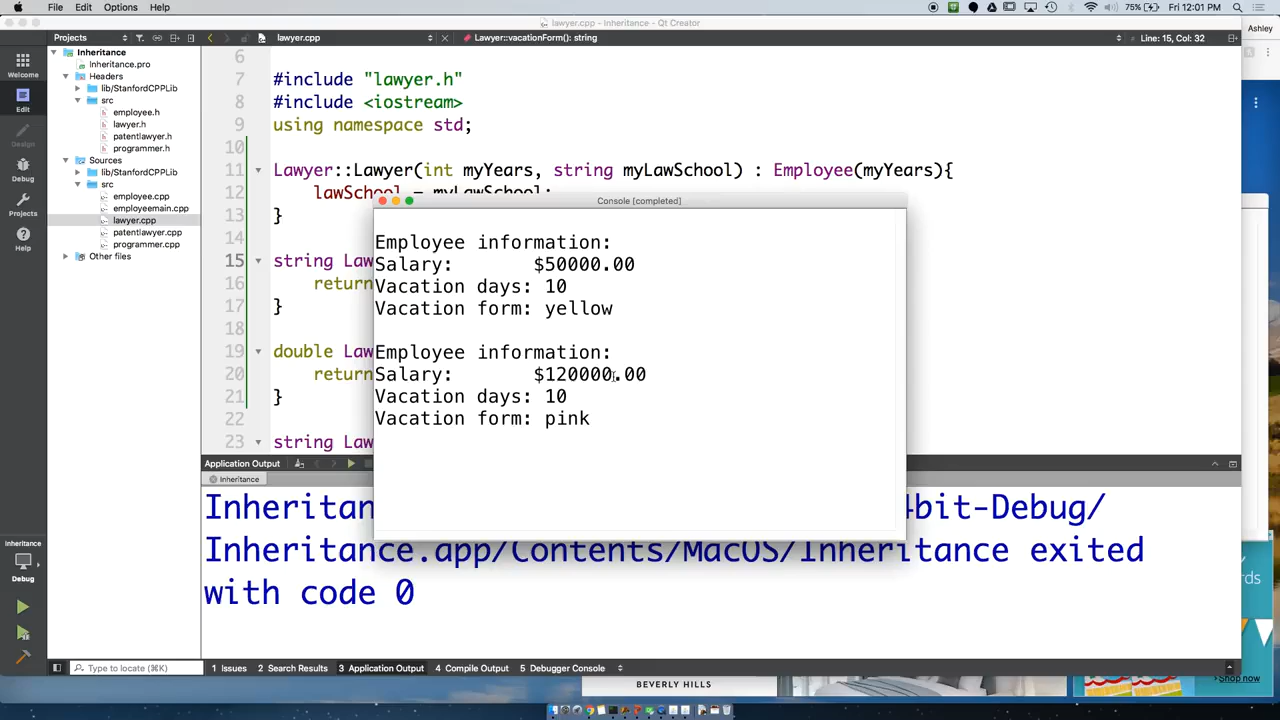 File Edit Options Help
75% Fri 12:01 PM
lawyer.cpp - Inheritance - Qt Creator
Ashley
Projects
lawyer.cpp
Lawyer::vacationForm(): string
Line: 15, Col: 32
Welcome
Edit
Design
Debug
Projects
Help
Inheritance
Debug
Inheritance
Inheritance.pro
Headers
lib/StanfordCPPLib
src
employee.h
lawyer.h
patentlawyer.h
programmer.h
Sources
lib/StanfordCPPLib
src
employee.cpp
employeemain.cpp
lawyer.cpp
patentlawyer.cpp
programmer.cpp
Other files
6
7 #include "lawyer.h"
8 #include <iostream>
9 using namespace std;
10
11 Lawyer::Lawyer(int myYears, string myLawSchool) : Employee(myYears){
12 lawSchool = myLawSchool;
13 }
14
15 string Law
16 return
17 }
18
19 double Law
20 return
21 }
22
23 string Law
Console [completed]
Employee information:
Salary: $50000.00
Vacation days: 10
Vacation form: yellow
Employee information:
Salary: $120000.00
Vacation days: 10
Vacation form: pink
Application Output
Inheritance
Inheritan 4bit-Debug/
Inheritance.app/Contents/MacOS/Inheritance exited
with code 0
Type to locate (⌘K)
1 Issues 2 Search Results 3 Application Output 4 Compile Output 5 Debugger Console
rds
Shop now
BEVERLY HILLS